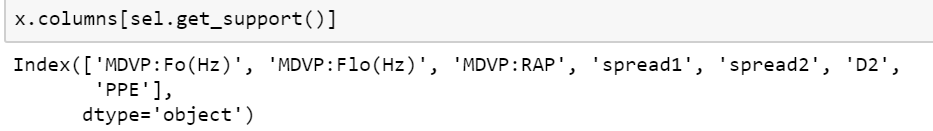 x.columns[sel.get_support()]
Index(['MDVP:Fo(Hz)', 'MDVP:Flo(Hz)', 'MDVP:RAP', 'spread1', 'spread2', 'D2',
'PPE'],
dtype='object')